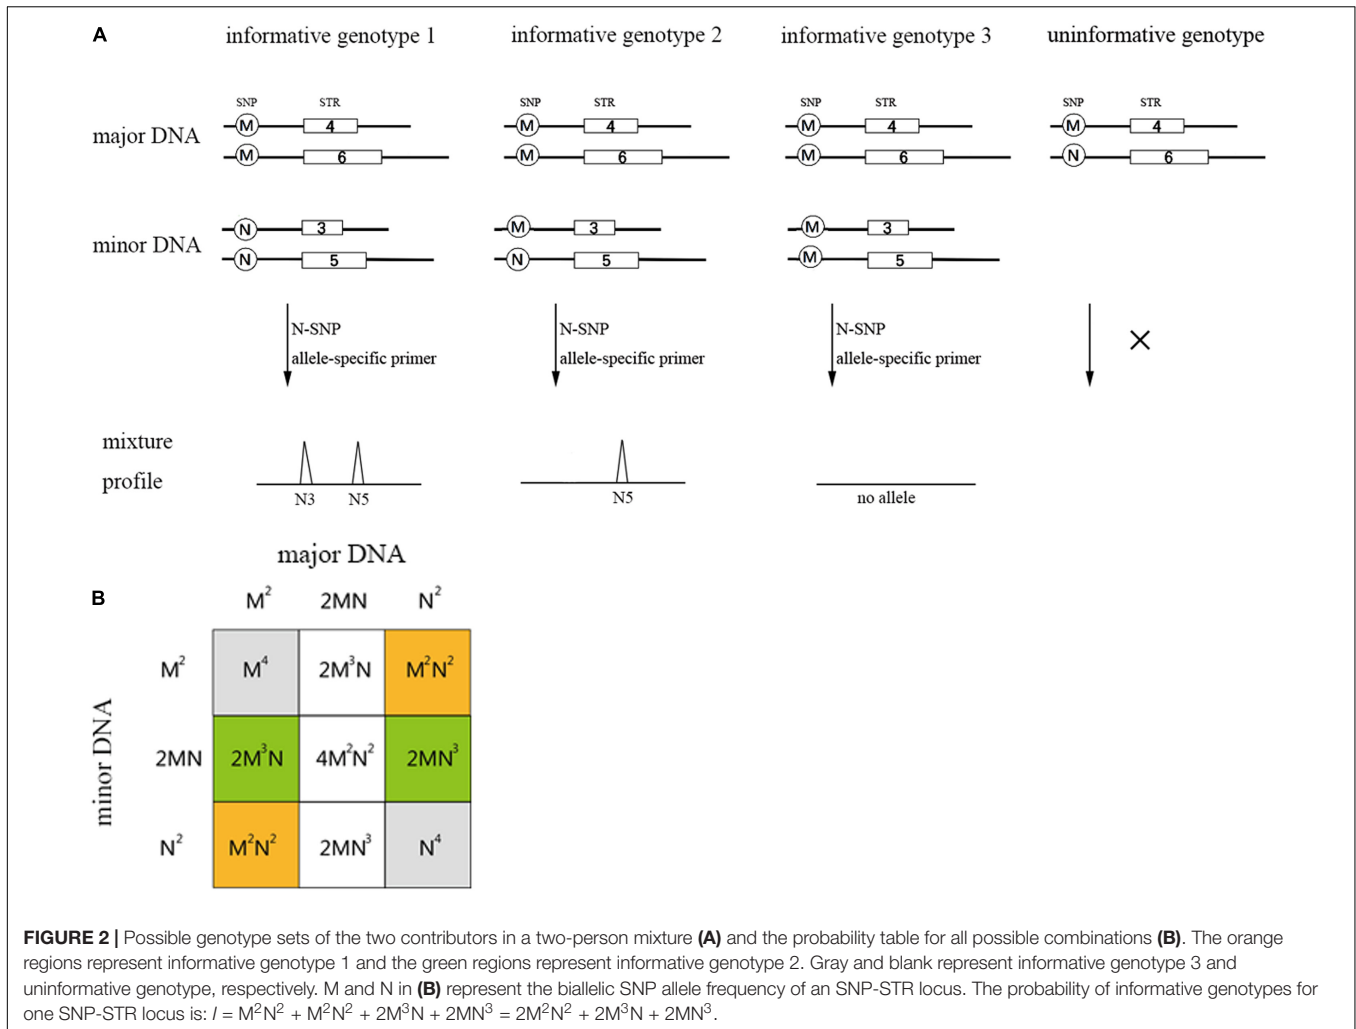 A
informative genotype 1 informative genotype 2 informative genotype 3 uninformative genotype
SNP STR SNP STR SNP STR SNP STR
major DNA
M 4 M 4 M 4 M 4
M 6 M 6 M 6 N 6
minor DNA
N 3 M 3 M 3
N 5 N 5 M 5
N-SNP N-SNP N-SNP
allele-specific primer allele-specific primer allele-specific primer
×
mixture
profile
N3 N5 N5 no allele
major DNA
B
M² 2MN N²
minor DNA
M² M⁴ 2M³N M²N²
2MN 2M³N 4M²N² 2MN³
N² M²N² 2MN³ N⁴
FIGURE 2 | Possible genotype sets of the two contributors in a two-person mixture (A) and the probability table for all possible combinations (B). The orange
regions represent informative genotype 1 and the green regions represent informative genotype 2. Gray and blank represent informative genotype 3 and
uninformative genotype, respectively. M and N in (B) represent the biallelic SNP allele frequency of an SNP-STR locus. The probability of informative genotypes for
one SNP-STR locus is: I = M²N² + M²N² + 2M³N + 2MN³ = 2M²N² + 2M³N + 2MN³.